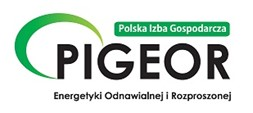 Polska Izba Gospodarcza
PIGEOR
Energetyki Odnawialnej i Rozproszonej